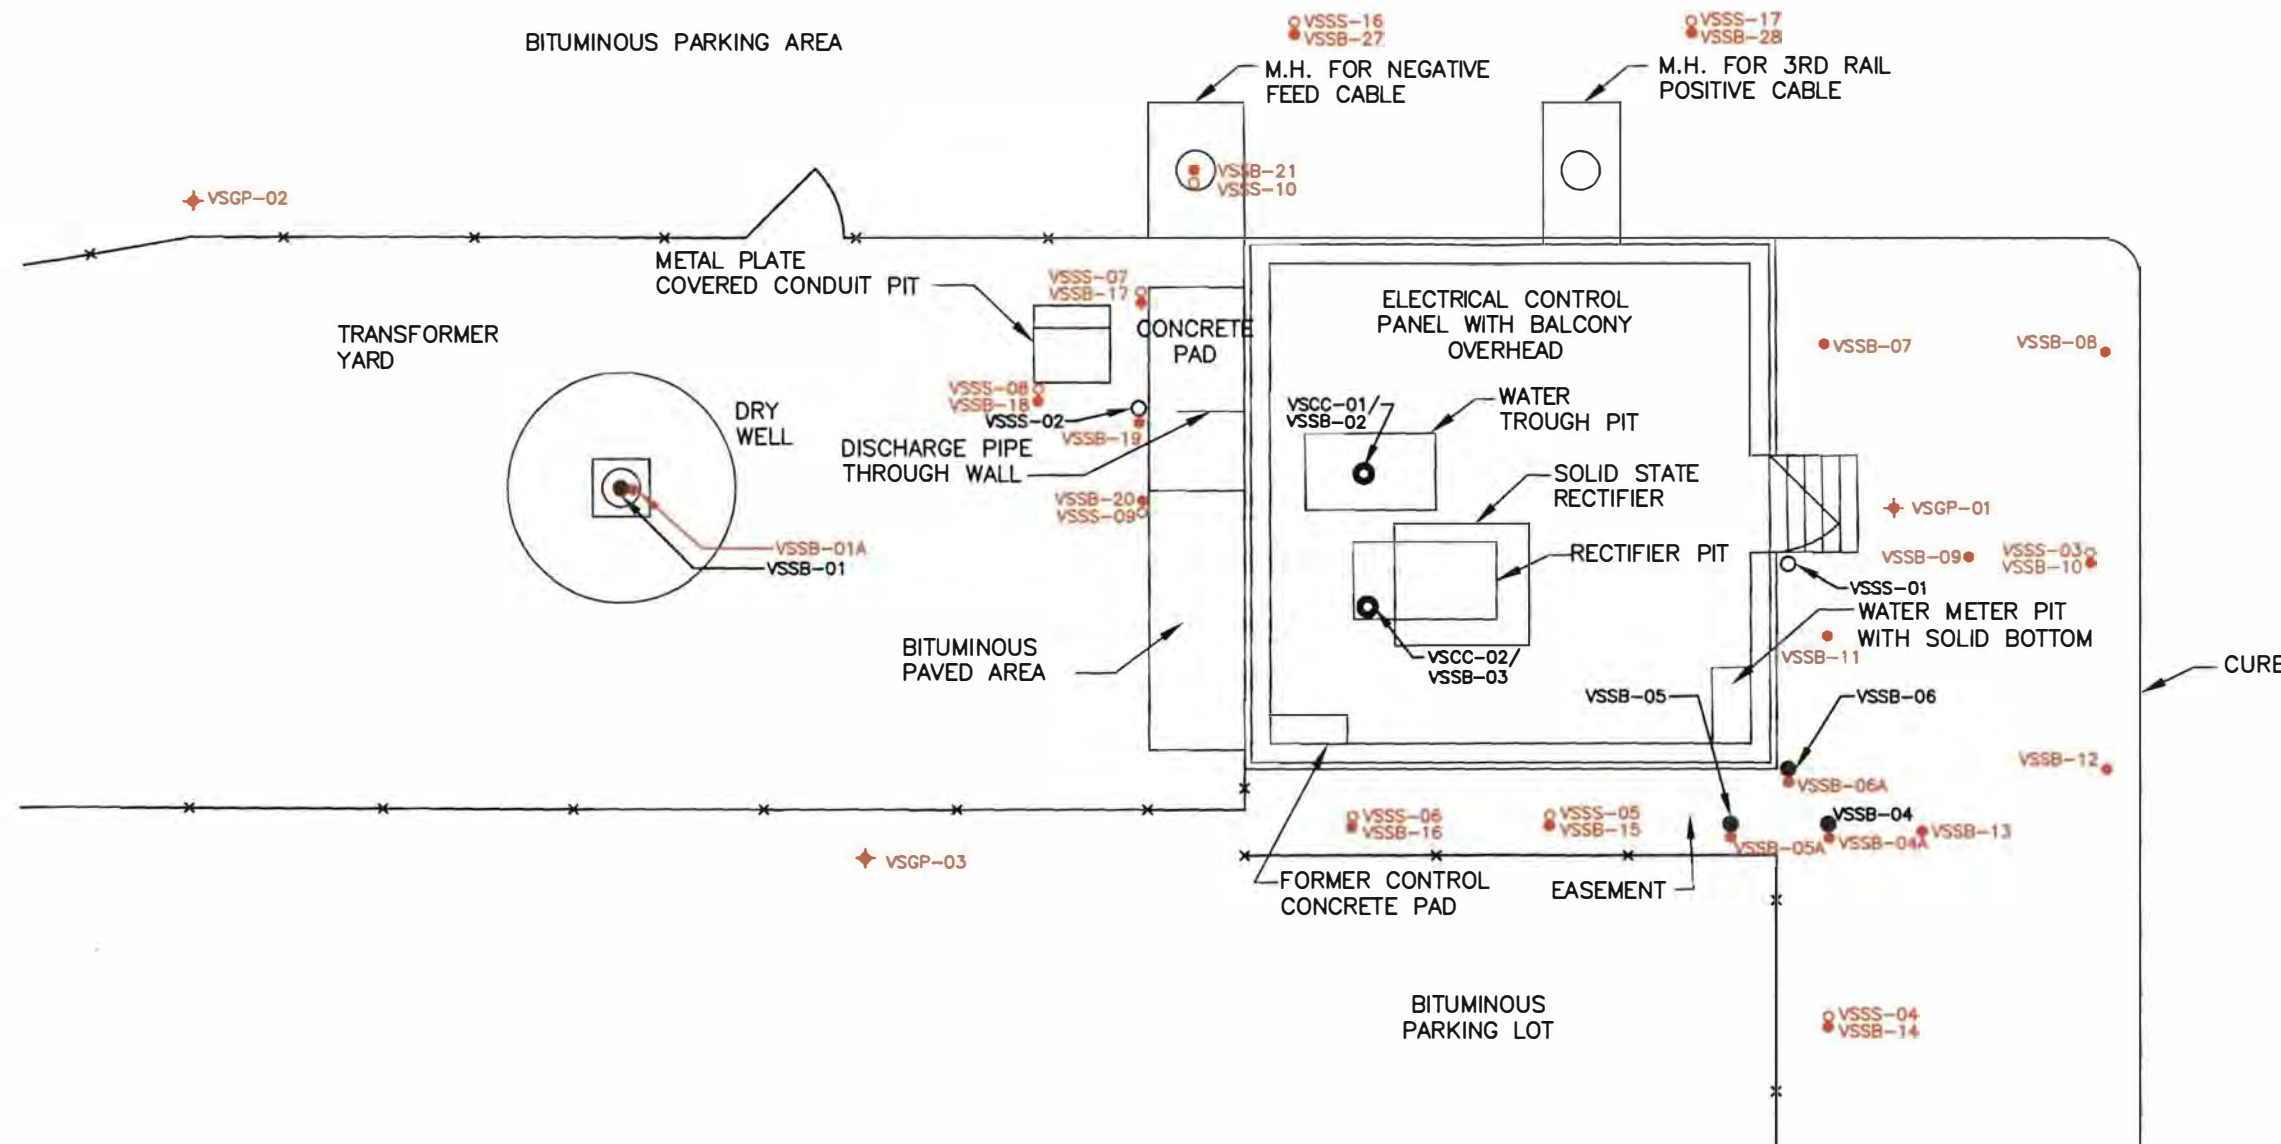 VSSS-16
VSSB-27
VSSS-17
VSSB-28
BITUMINOUS PARKING AREA
M.H. FOR NEGATIVE
FEED CABLE
M.H. FOR 3RD RAIL
POSITIVE CABLE
VSSB-21
VSSS-10
VSGP-02
METAL PLATE
COVERED CONDUIT PIT
VSSS-07
VSSB-17
ELECTRICAL CONTROL
PANEL WITH BALCONY
OVERHEAD
CONCRETE
PAD
TRANSFORMER
YARD
VSSB-07
VSSB-08
VSSS-08
VSSB-18
VSSS-02
VSSB-19
DRY
WELL
VSCC-01/
VSSB-02
WATER
TROUGH PIT
DISCHARGE PIPE
THROUGH WALL
SOLID STATE
RECTIFIER
VSSB-20
VSSS-09
VSGP-01
VSSB-01A
VSSB-01
RECTIFIER PIT
VSSB-09
VSSS-03
VSSB-10
VSSS-01
WATER METER PIT
WITH SOLID BOTTOM
VSSB-11
BITUMINOUS
PAVED AREA
VSCC-02/
VSSB-03
CURB
VSSB-05
VSSB-06
VSSB-12
VSSB-06A
VSSS-06
VSSB-16
VSSS-05
VSSB-15
VSSB-04
VSSB-13
VSSB-05A
VSSB-04A
VSGP-03
FORMER CONTROL
CONCRETE PAD
EASEMENT
BITUMINOUS
PARKING LOT
VSSS-04
VSSB-14